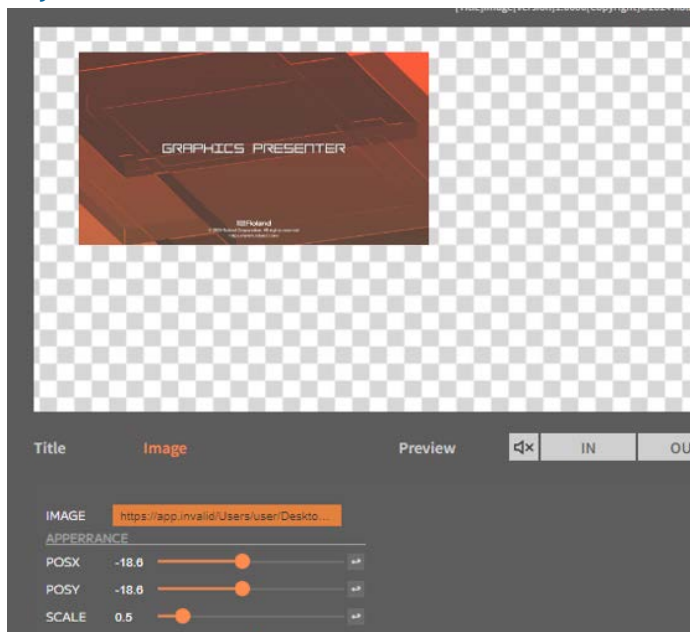 GRAPHICS PRESENTER
Roland
Title Image Preview IN OU
IMAGE https://app.invalid/Users/user/Deskto...
APPERRANCE
POSX -18.6
POSY -18.6
SCALE 0.5